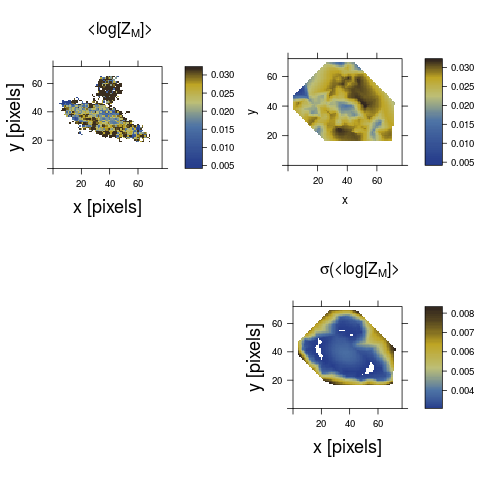 <log[Z_M]>
60
40
20
20 40 60
x [pixels]
y [pixels]
0.030
0.025
0.020
0.015
0.010
0.005
60
40
20
20 40 60
x
y
0.030
0.025
0.020
0.015
0.010
0.005
σ(<log[Z_M]>
60
40
20
20 40 60
x [pixels]
y [pixels]
0.008
0.007
0.006
0.005
0.004